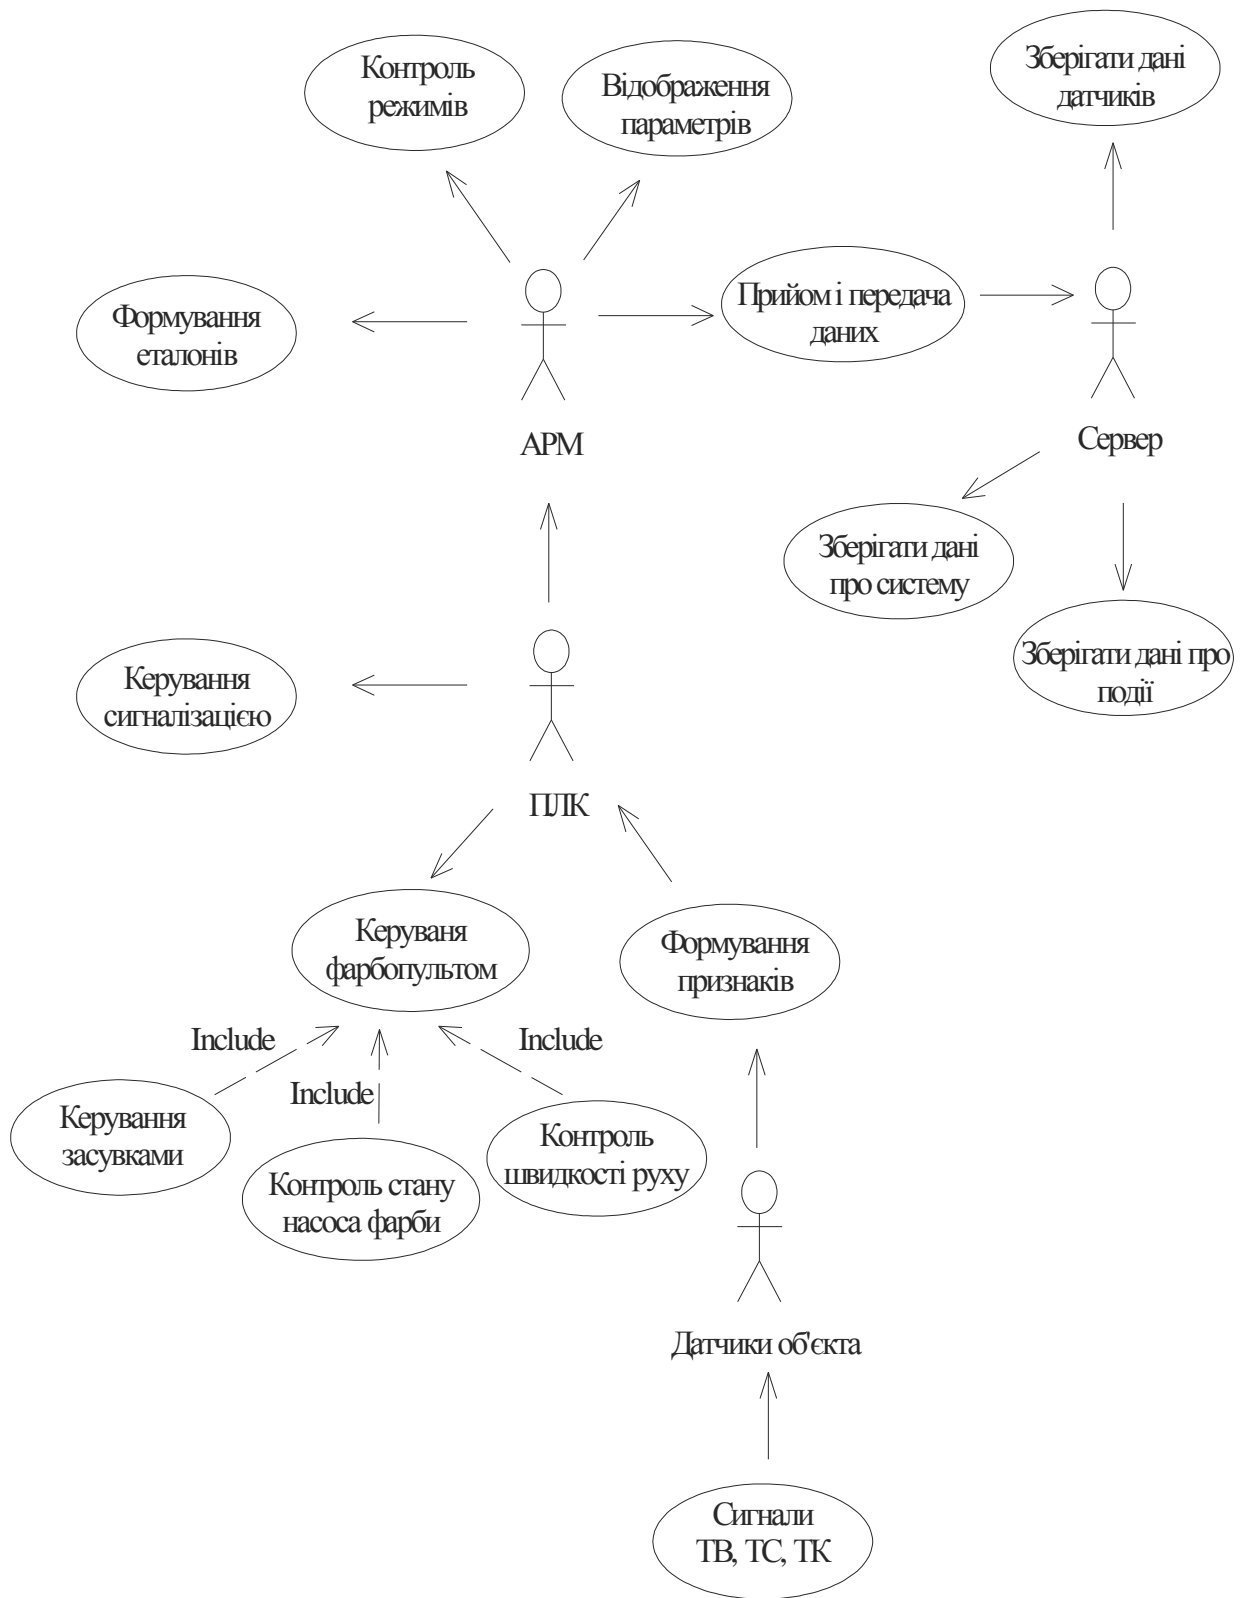 Контроль
режимів
Відображення
параметрів
Зберігати дані
датчиків
Формування
еталонів
Прийом і передача
даних
АРМ
Сервер
Зберігати дані
про систему
Зберігати дані про
події
Керування
сигналізацією
ПЛК
Керуваня
фарбопультом
Формування
признаків
Include
Include
Include
Керування
засувками
Контроль стану
насоса фарби
Контроль
швидкості руху
Датчики об'єкта
Сигнали
ТВ, ТС, ТК